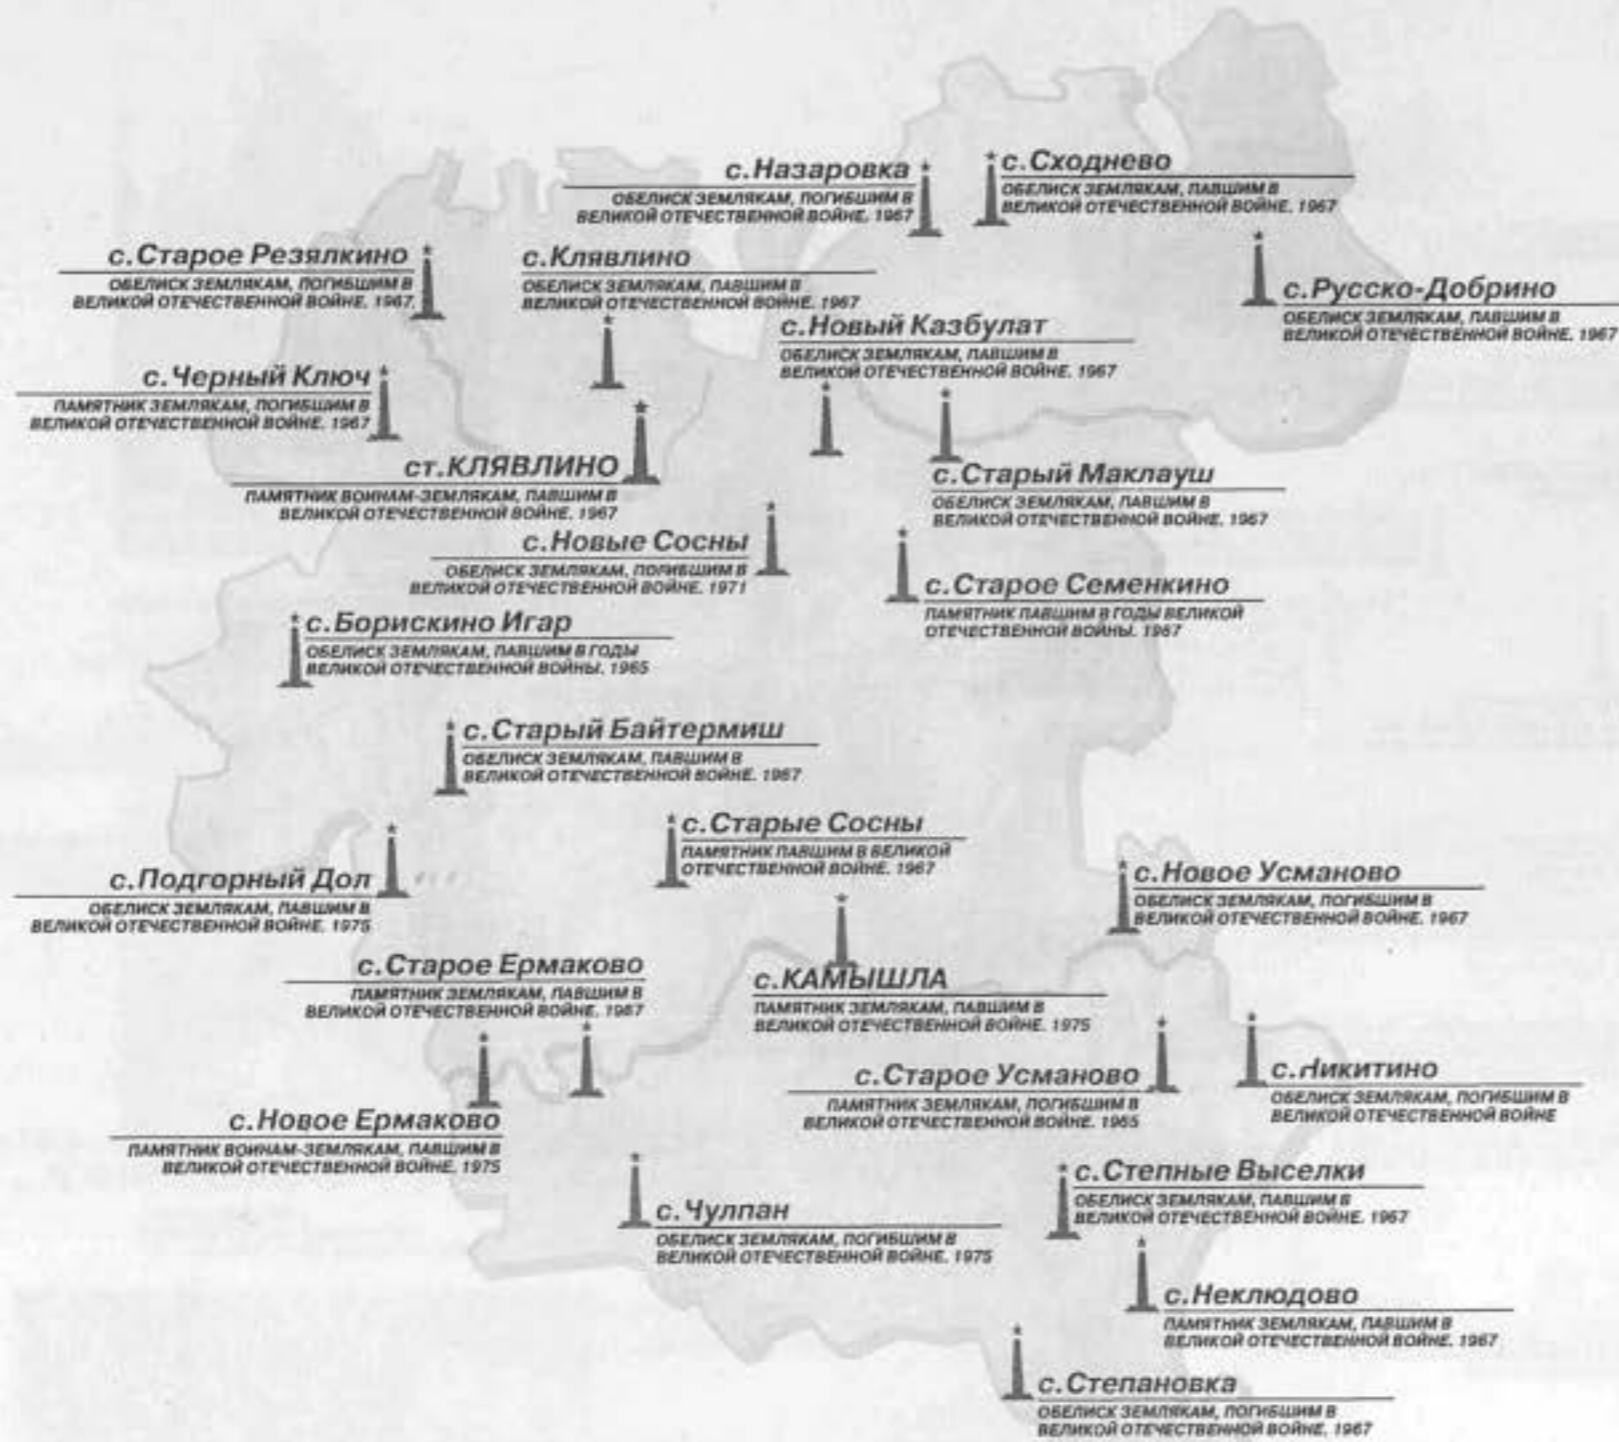 с.Назаровка
ОБЕЛИСК ЗЕМЛЯКАМ, ПОГИБШИМ В
ВЕЛИКОЙ ОТЕЧЕСТВЕННОЙ ВОЙНЕ. 1967
с.Сходнево
ОБЕЛИСК ЗЕМЛЯКАМ, ПАВШИМ В
ВЕЛИКОЙ ОТЕЧЕСТВЕННОЙ ВОЙНЕ. 1967
с.Старое Резялкино
ОБЕЛИСК ЗЕМЛЯКАМ, ПОГИБШИМ В
ВЕЛИКОЙ ОТЕЧЕСТВЕННОЙ ВОЙНЕ. 1967.
с.Клявлино
ОБЕЛИСК ЗЕМЛЯКАМ, ПАВШИМ В
ВЕЛИКОЙ ОТЕЧЕСТВЕННОЙ ВОЙНЕ. 1967
с.Русско-Добрино
ОБЕЛИСК ЗЕМЛЯКАМ, ПАВШИМ В
ВЕЛИКОЙ ОТЕЧЕСТВЕННОЙ ВОЙНЕ. 1967
с.Новый Казбулат
ОБЕЛИСК ЗЕМЛЯКАМ, ПАВШИМ В
ВЕЛИКОЙ ОТЕЧЕСТВЕННОЙ ВОЙНЕ. 1967
с.Черный Ключ
ПАМЯТНИК ЗЕМЛЯКАМ, ПОГИБШИМ В
ВЕЛИКОЙ ОТЕЧЕСТВЕННОЙ ВОЙНЕ. 1967
ст.КЛЯВЛИНО
ПАМЯТНИК ВОИНАМ-ЗЕМЛЯКАМ, ПАВШИМ В
ВЕЛИКОЙ ОТЕЧЕСТВЕННОЙ ВОЙНЕ. 1967
с.Старый Маклауш
ОБЕЛИСК ЗЕМЛЯКАМ, ПАВШИМ В
ВЕЛИКОЙ ОТЕЧЕСТВЕННОЙ ВОЙНЕ. 1967
с.Новые Сосны
ОБЕЛИСК ЗЕМЛЯКАМ, ПОГИБШИМ В
ВЕЛИКОЙ ОТЕЧЕСТВЕННОЙ ВОЙНЕ. 1971
с.Старое Семенкино
ПАМЯТНИК ПАВШИМ В ГОДЫ ВЕЛИКОЙ
ОТЕЧЕСТВЕННОЙ ВОЙНЫ. 1967
с.Борискино Игар
ОБЕЛИСК ЗЕМЛЯКАМ, ПАВШИМ В ГОДЫ
ВЕЛИКОЙ ОТЕЧЕСТВЕННОЙ ВОЙНЫ. 1965
с.Старый Байтермиш
ОБЕЛИСК ЗЕМЛЯКАМ, ПАВШИМ В
ВЕЛИКОЙ ОТЕЧЕСТВЕННОЙ ВОЙНЕ. 1967
с.Старые Сосны
ПАМЯТНИК ПАВШИМ В ВЕЛИКОЙ
ОТЕЧЕСТВЕННОЙ ВОЙНЕ. 1967
с.Подгорный Дол
ОБЕЛИСК ЗЕМЛЯКАМ, ПАВШИМ В
ВЕЛИКОЙ ОТЕЧЕСТВЕННОЙ ВОЙНЕ. 1975
с.Новое Усманово
ОБЕЛИСК ЗЕМЛЯКАМ, ПОГИБШИМ В
ВЕЛИКОЙ ОТЕЧЕСТВЕННОЙ ВОЙНЕ. 1967
с.Старое Ермаково
ПАМЯТНИК ЗЕМЛЯКАМ, ПАВШИМ В
ВЕЛИКОЙ ОТЕЧЕСТВЕННОЙ ВОЙНЕ. 1967
с.КАМЫШЛА
ПАМЯТНИК ЗЕМЛЯКАМ, ПАВШИМ В
ВЕЛИКОЙ ОТЕЧЕСТВЕННОЙ ВОЙНЕ. 1975
с.Старое Усманово
ПАМЯТНИК ЗЕМЛЯКАМ, ПОГИБШИМ В
ВЕЛИКОЙ ОТЕЧЕСТВЕННОЙ ВОЙНЕ. 1965
с.Никитино
ОБЕЛИСК ЗЕМЛЯКАМ, ПОГИБШИМ В
ВЕЛИКОЙ ОТЕЧЕСТВЕННОЙ ВОЙНЕ
с.Новое Ермаково
ПАМЯТНИК ВОИНАМ-ЗЕМЛЯКАМ, ПАВШИМ В
ВЕЛИКОЙ ОТЕЧЕСТВЕННОЙ ВОЙНЕ. 1975
с.Степные Выселки
ОБЕЛИСК ЗЕМЛЯКАМ, ПАВШИМ В
ВЕЛИКОЙ ОТЕЧЕСТВЕННОЙ ВОЙНЕ. 1967
с.Чулпан
ОБЕЛИСК ЗЕМЛЯКАМ, ПОГИБШИМ В
ВЕЛИКОЙ ОТЕЧЕСТВЕННОЙ ВОЙНЕ. 1975
с.Неклюдово
ПАМЯТНИК ЗЕМЛЯКАМ, ПАВШИМ В
ВЕЛИКОЙ ОТЕЧЕСТВЕННОЙ ВОЙНЕ. 1967
с.Степановка
ОБЕЛИСК ЗЕМЛЯКАМ, ПОГИБШИМ В
ВЕЛИКОЙ ОТЕЧЕСТВЕННОЙ ВОЙНЕ. 1967